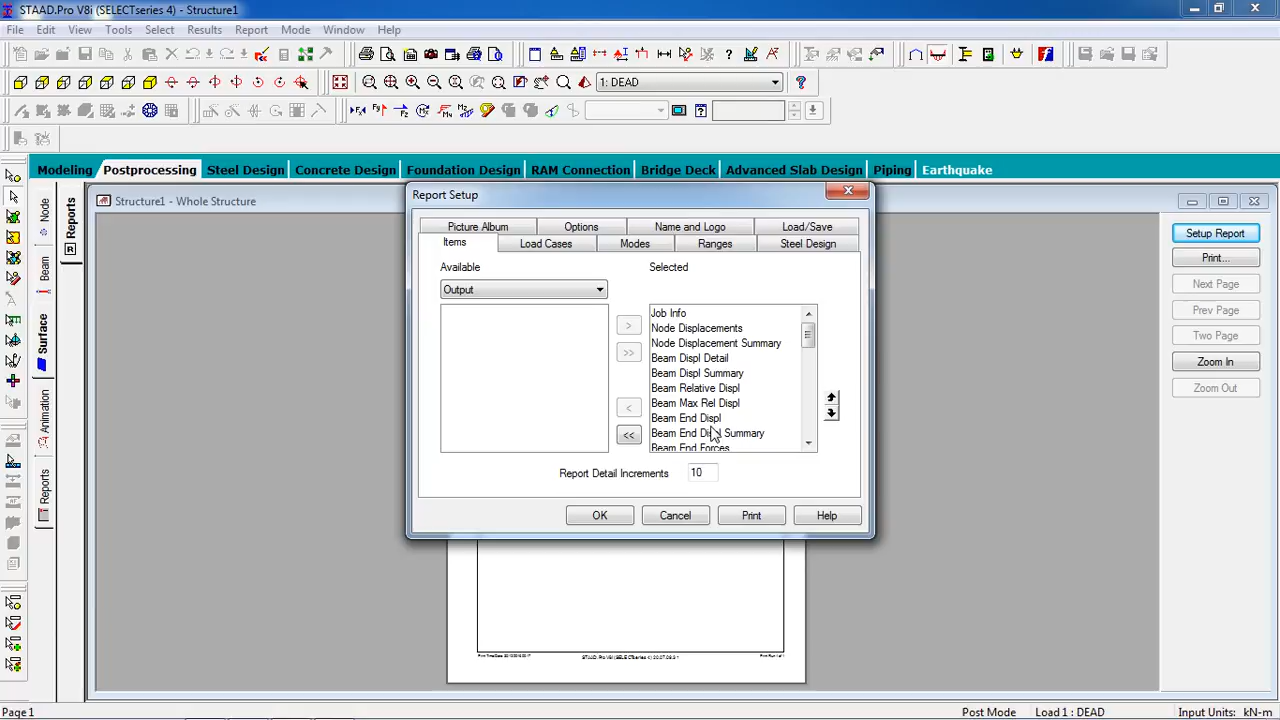 STAAD.Pro V8i (SELECTseries 4) - Structure1
File Edit View Tools Select Results Report Mode Window Help
1: DEAD
Modeling Postprocessing Steel Design Concrete Design Foundation Design RAM Connection Bridge Deck Advanced Slab Design Piping Earthquake
Structure1 - Whole Structure
Node
Beam
Surface
Animation
Reports
Reports
Report Setup
Picture Album Options Name and Logo Load/Save
Items Load Cases Modes Ranges Steel Design
Available Selected
Output
Job Info
Node Displacements
Node Displacement Summary
Beam Displ Detail
Beam Displ Summary
Beam Relative Displ
Beam Max Rel Displ
Beam End Displ
Beam End Displ Summary
Beam End Forces
>
>>
<
<<
Report Detail Increments 10
OK Cancel Print Help
Setup Report
Print...
Next Page
Prev Page
Two Page
Zoom In
Zoom Out
Page1 Post Mode Load 1 : DEAD Input Units: kN-m